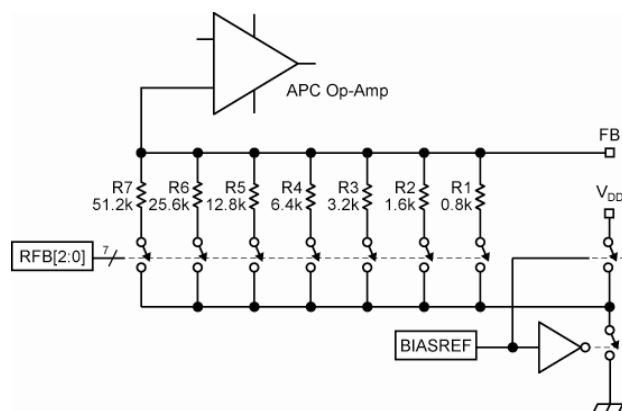 APC Op-Amp
FB
R7 R6 R5 R4 R3 R2 R1
51.2k 25.6k 12.8k 6.4k 3.2k 1.6k 0.8k
VDD
RFB[2:0]
7
BIASREF